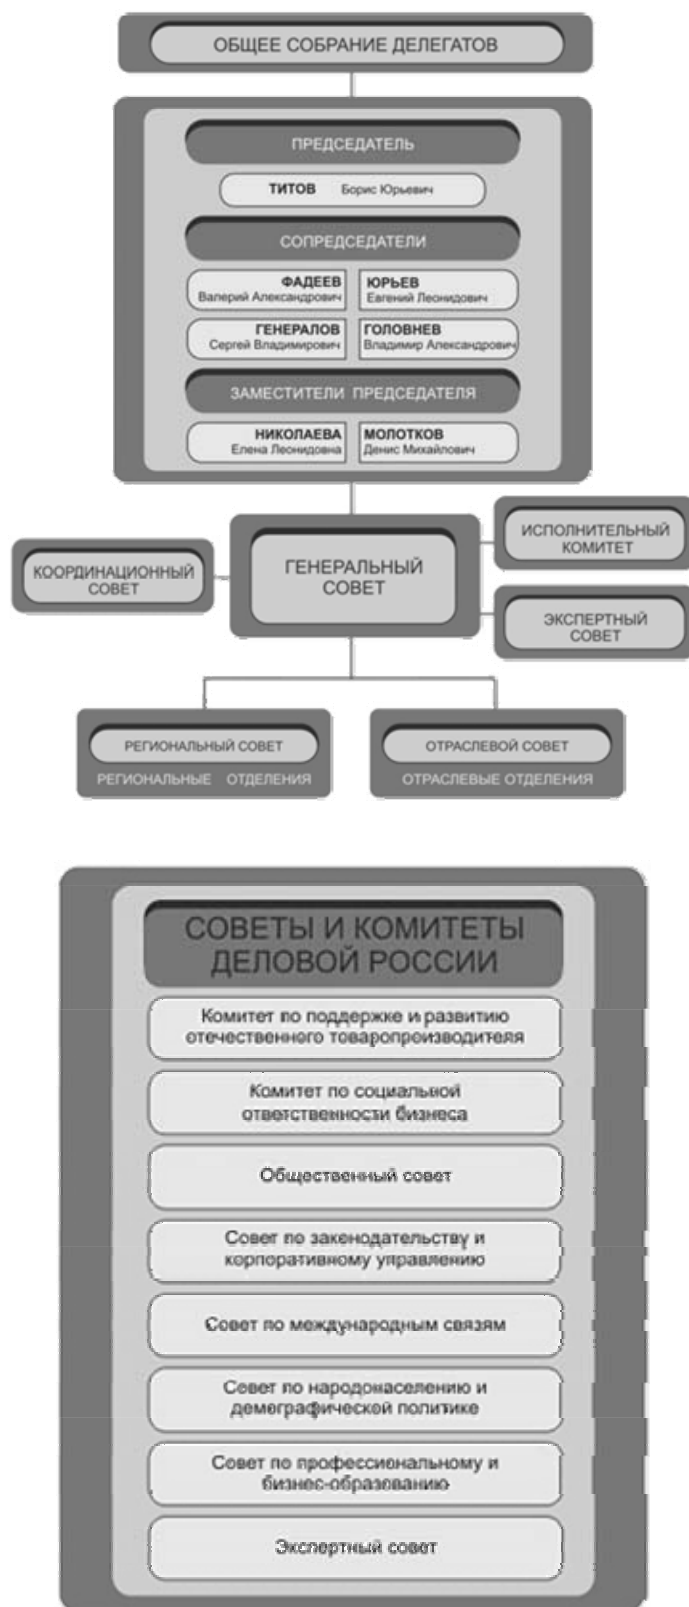 ОБЩЕЕ СОБРАНИЕ ДЕЛЕГАТОВ
ПРЕДСЕДАТЕЛЬ
ТИТОВ Борис Юрьевич
СОПРЕДСЕДАТЕЛИ
ФАДЕЕВ
Валерий Александрович
ЮРЬЕВ
Евгений Леонидович
ГЕНЕРАЛОВ
Сергей Владимирович
ГОЛОВНЕВ
Владимир Александрович
ЗАМЕСТИТЕЛИ ПРЕДСЕДАТЕЛЯ
НИКОЛАЕВА
Елена Леонидовна
МОЛОТКОВ
Денис Михайлович
КООРДИНАЦИОННЫЙ
СОВЕТ
ГЕНЕРАЛЬНЫЙ
СОВЕТ
ИСПОЛНИТЕЛЬНЫЙ
КОМИТЕТ
ЭКСПЕРТНЫЙ
СОВЕТ
РЕГИОНАЛЬНЫЙ СОВЕТ
РЕГИОНАЛЬНЫЕ ОТДЕЛЕНИЯ
ОТРАСЛЕВОЙ СОВЕТ
ОТРАСЛЕВЫЕ ОТДЕЛЕНИЯ
СОВЕТЫ И КОМИТЕТЫ
ДЕЛОВОЙ РОССИИ
Комитет по поддержке и развитию
отечественного товаропроизводителя
Комитет по социальной
ответственности бизнеса
Общественный совет
Совет по законодательству и
корпоративному управлению
Совет по международным связям
Совет по народонаселению и
демографической политике
Совет по профессиональному и
бизнес-образованию
Экспертный совет